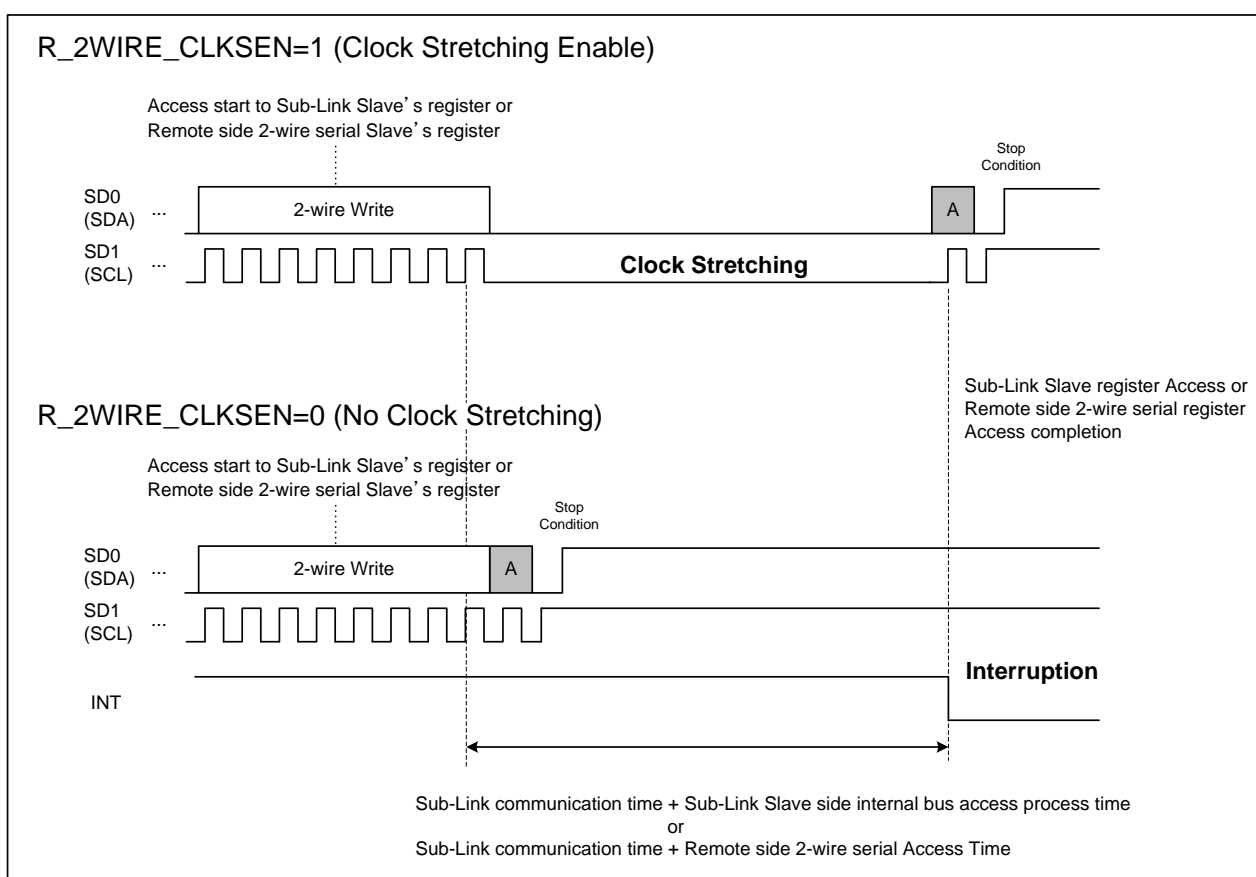 R_2WIRE_CLKSEN=1 (Clock Stretching Enable)
Access start to Sub-Link Slave’s register or
Remote side 2-wire serial Slave’s register
Stop
Condition
SD0
(SDA) ... 2-wire Write A
SD1
(SCL) ... Clock Stretching
Sub-Link Slave register Access or
Remote side 2-wire serial register
Access completion
R_2WIRE_CLKSEN=0 (No Clock Stretching)
Access start to Sub-Link Slave’s register or
Remote side 2-wire serial Slave’s register
Stop
Condition
SD0
(SDA) ... 2-wire Write A
SD1
(SCL) ...
Interruption
INT
Sub-Link communication time + Sub-Link Slave side internal bus access process time
or
Sub-Link communication time + Remote side 2-wire serial Access Time